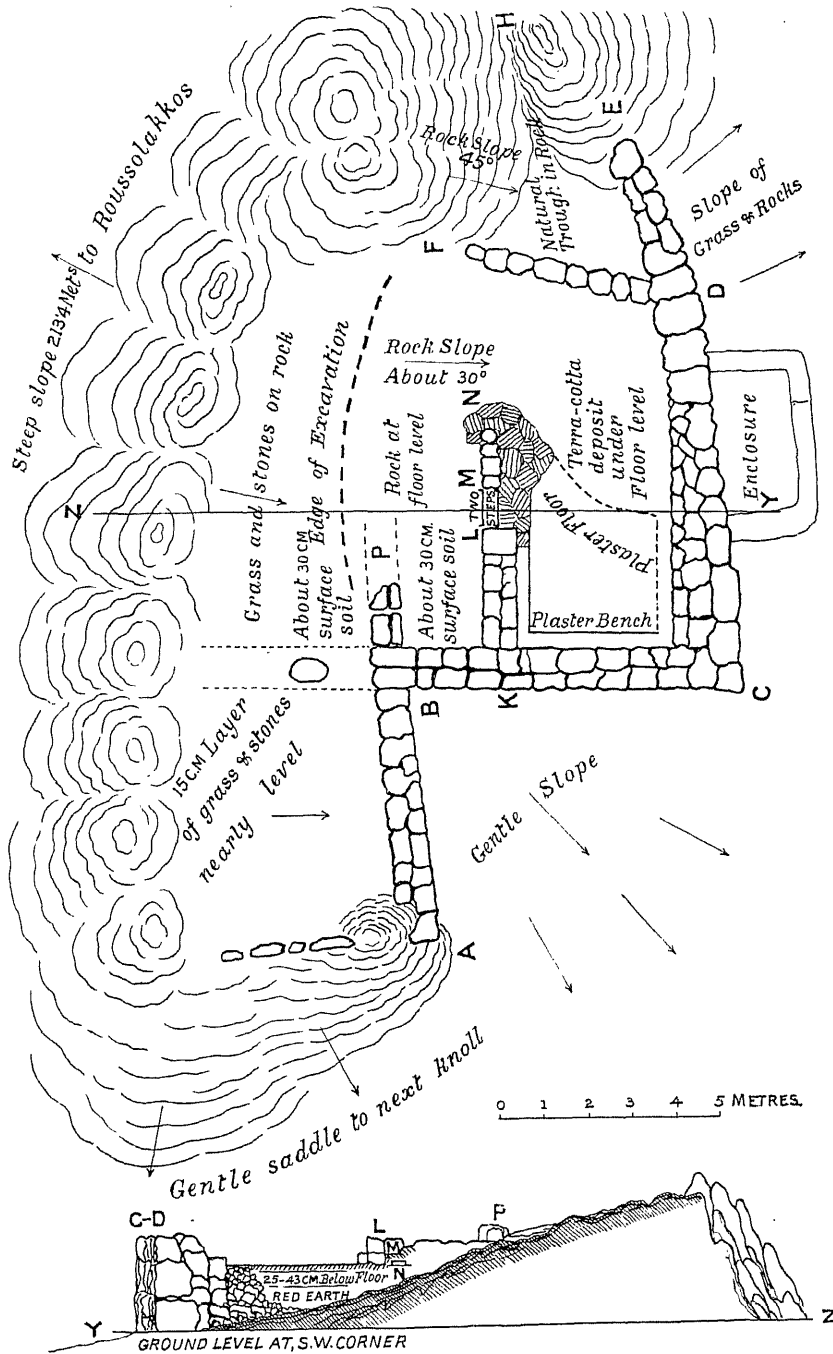 Steep slope 213·4 Metrs to Roussolakkos
H
Rock Slope
45°
Natural
Trough in Rock
E
Slope of
Grass & Rocks
F
D
Z
Grass and stones on rock
Edge of Excavation
Rock Slope
About 30°
About 30 CM
surface
soil
P
Rock at
floor level
About 30 CM.
surface soil
L
TWO
STEPS
M
N
Terra-cotta
deposit
under
Floor level
Plaster Floor
Plaster Bench
Enclosure
Y
15 C.M Layer
of grass & stones
nearly level
B
K
C
A
Gentle Slope
Gentle saddle to next knoll
0 1 2 3 4 5 METRES.
C-D
L
M
N
P
25-43 CM. Below Floor
RED EARTH
Y
Z
GROUND LEVEL AT, S.W. CORNER